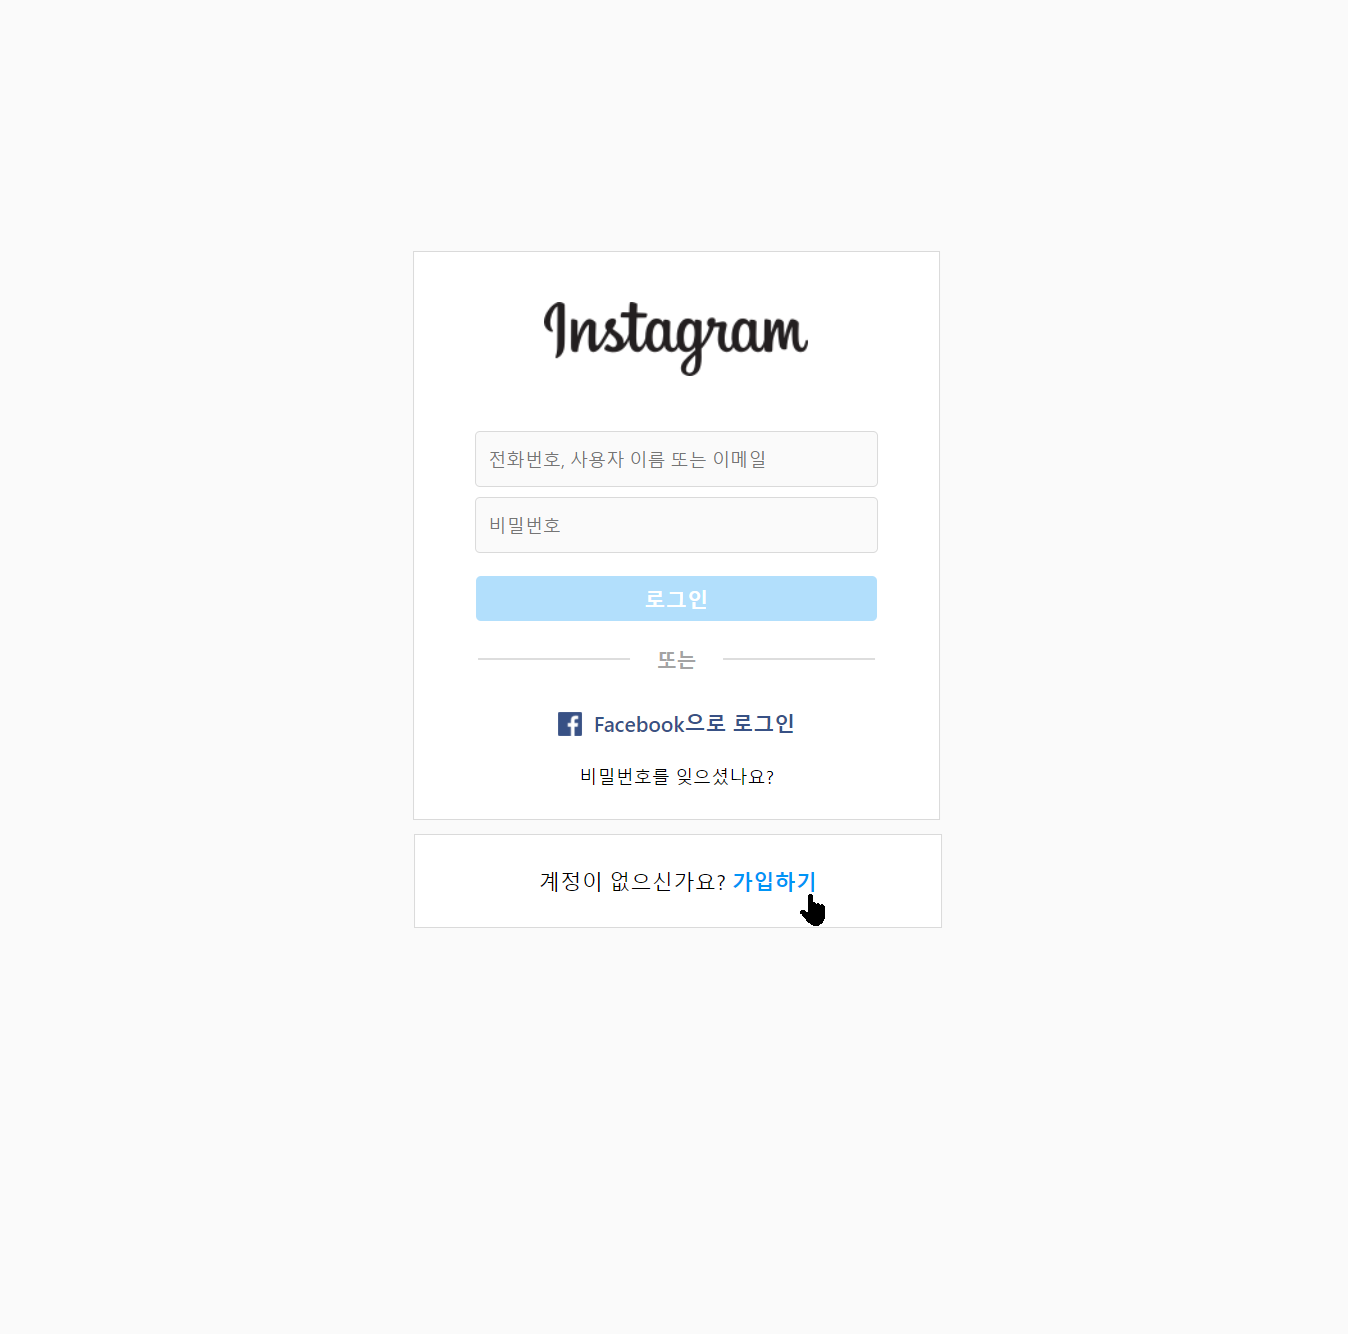 Instagram
전화번호, 사용자 이름 또는 이메일
비밀번호
로그인
또는
Facebook으로 로그인
비밀번호를 잊으셨나요?
계정이 없으신가요? 가입하기